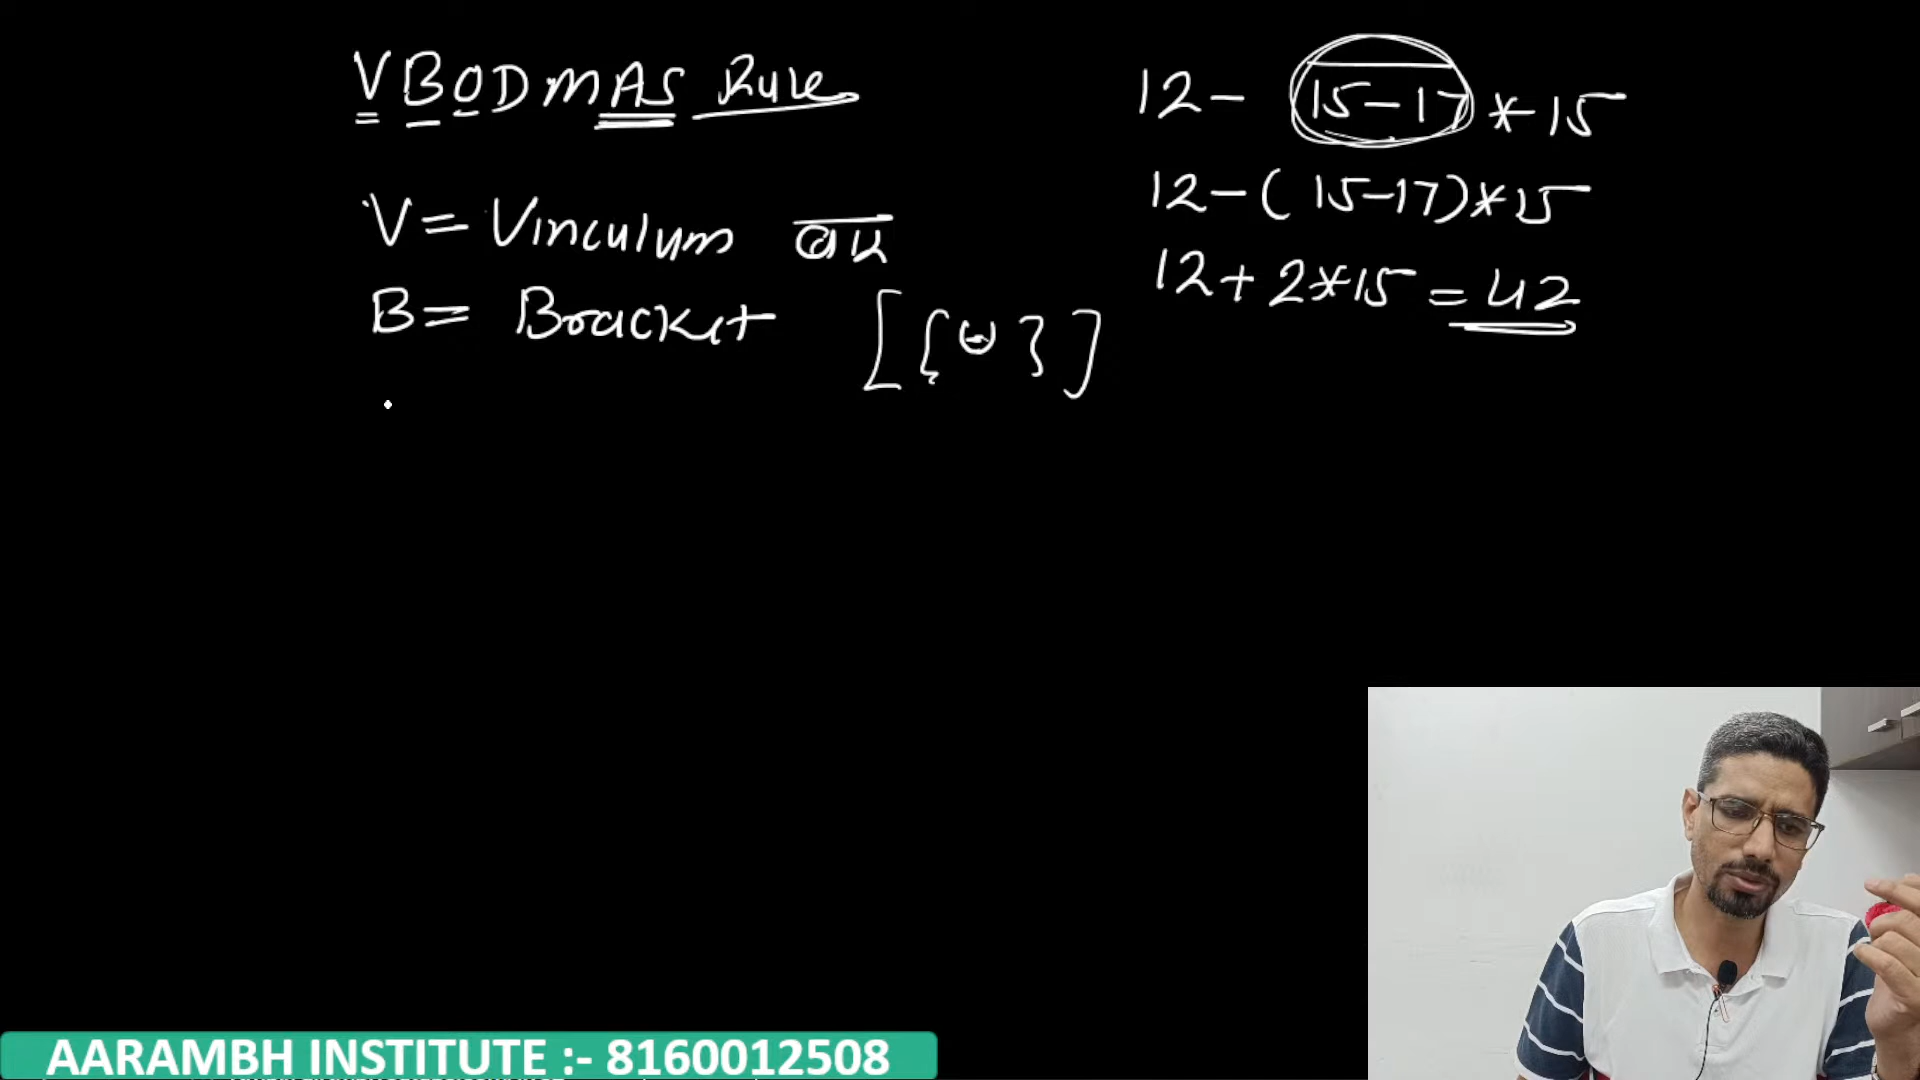 VBODMAS Rule
V = Vinculum
B = Bracket [{()}]
12 - \overline{15-17} * 15
12 - (15-17) * 15
12 + 2 * 15 = 42
AARAMBH INSTITUTE :- 8160012508